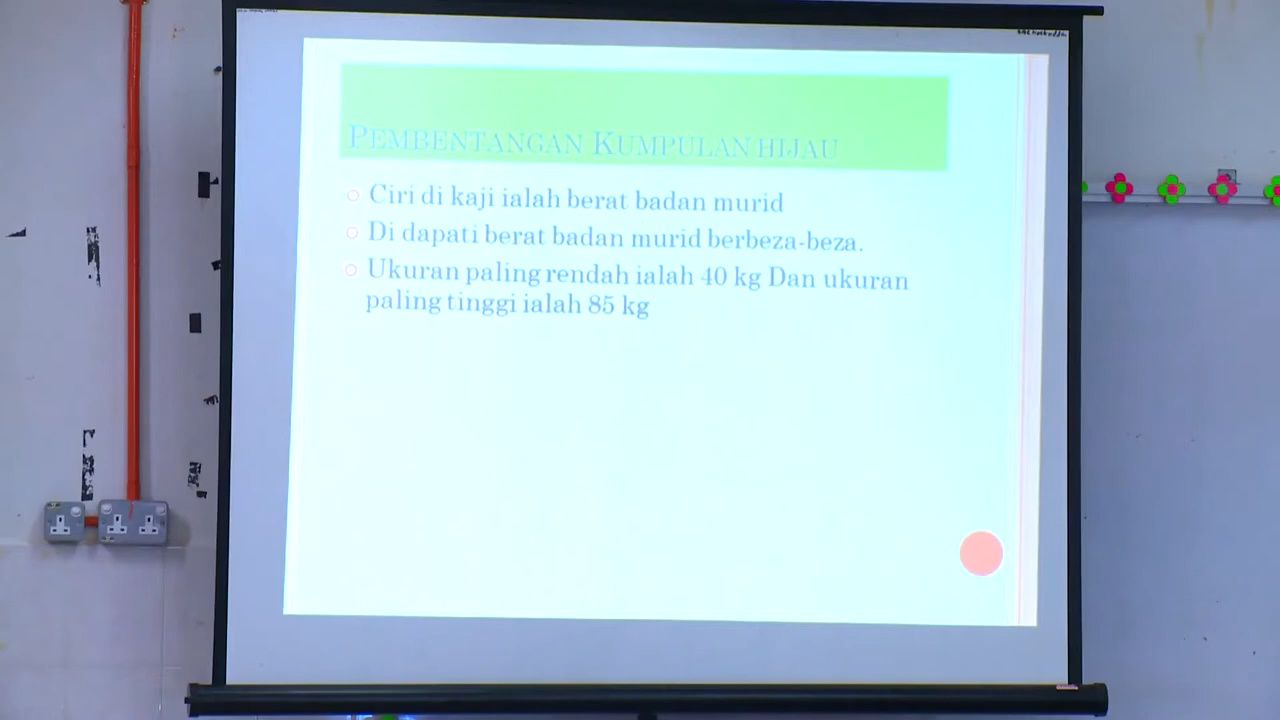 PEMBENTANGAN KUMPULAN HIJAU
Ciri di kaji ialah berat badan murid
Di dapati berat badan murid berbeza-beza.
Ukuran paling rendah ialah 40 kg Dan ukuran
paling tinggi ialah 85 kg